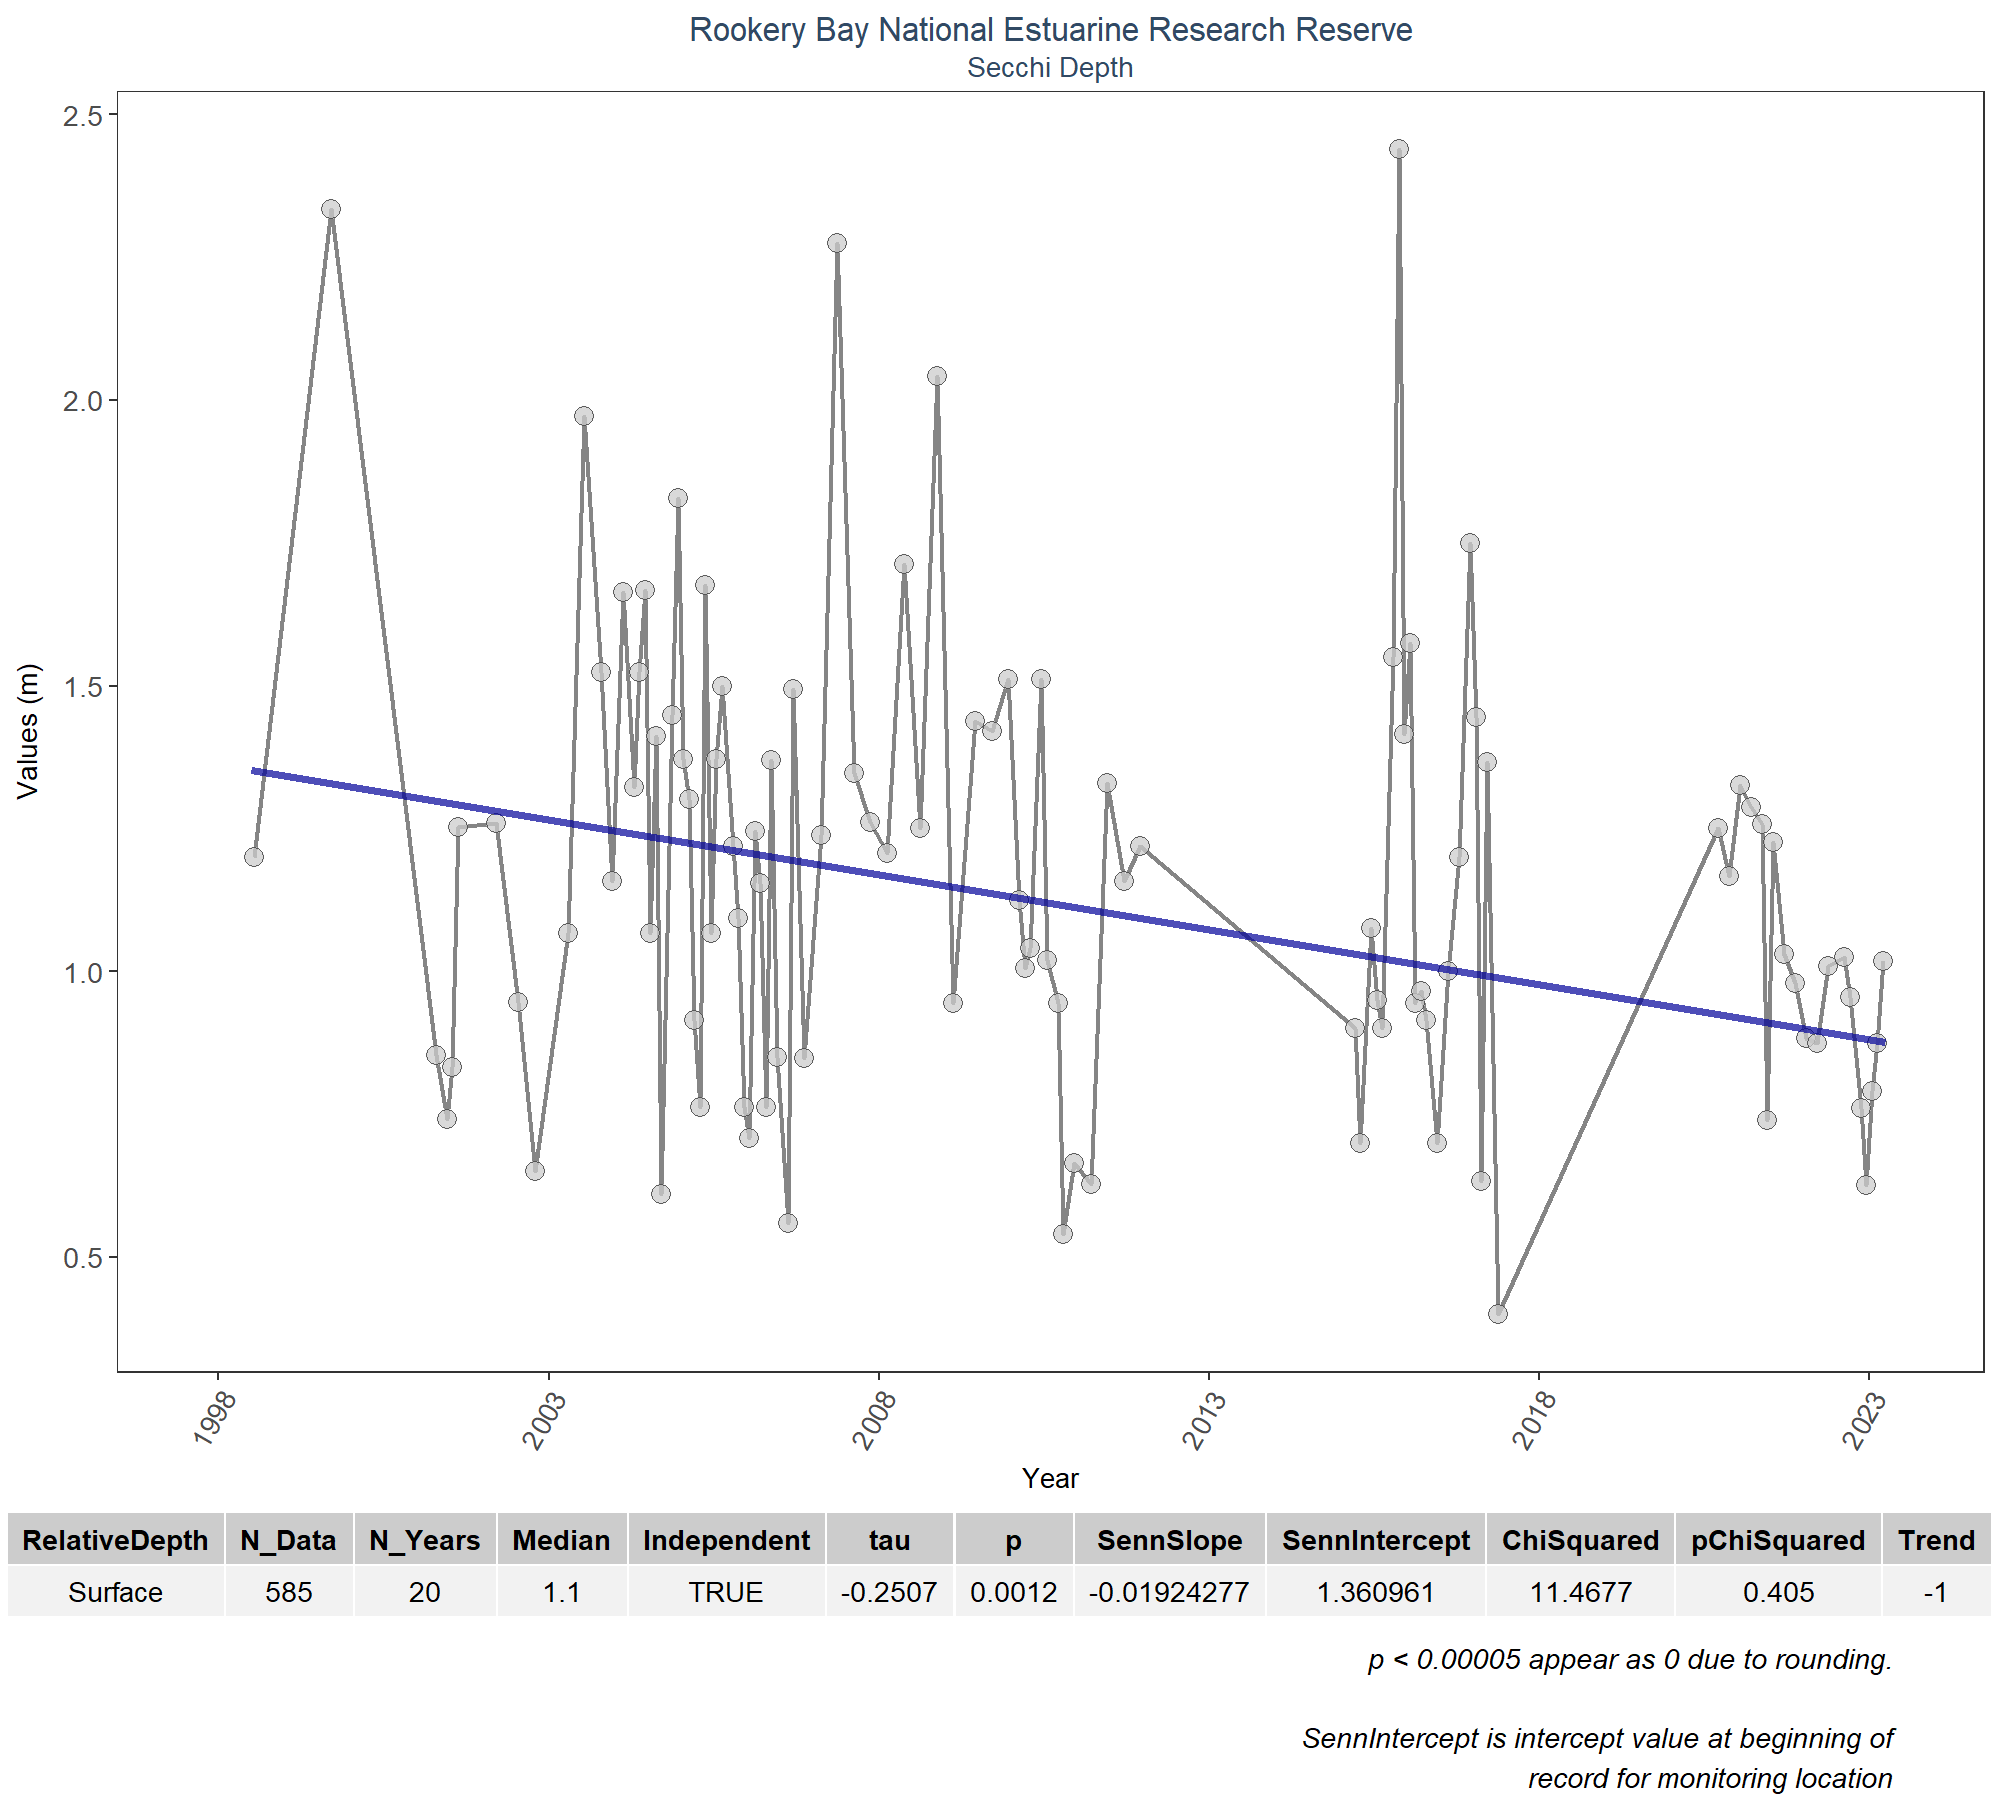 Rookery Bay National Estuarine Research Reserve
Secchi Depth
2.5
2.0
1.5
1.0
0.5
Values (m)
1998
2003
2008
2013
2018
2023
Year
RelativeDepth N_Data N_Years Median Independent tau p SennSlope SennIntercept ChiSquared pChiSquared Trend
Surface 585 20 1.1 TRUE -0.2507 0.0012 -0.01924277 1.360961 11.4677 0.405 -1
p < 0.00005 appear as 0 due to rounding.
SennIntercept is intercept value at beginning of
record for monitoring location